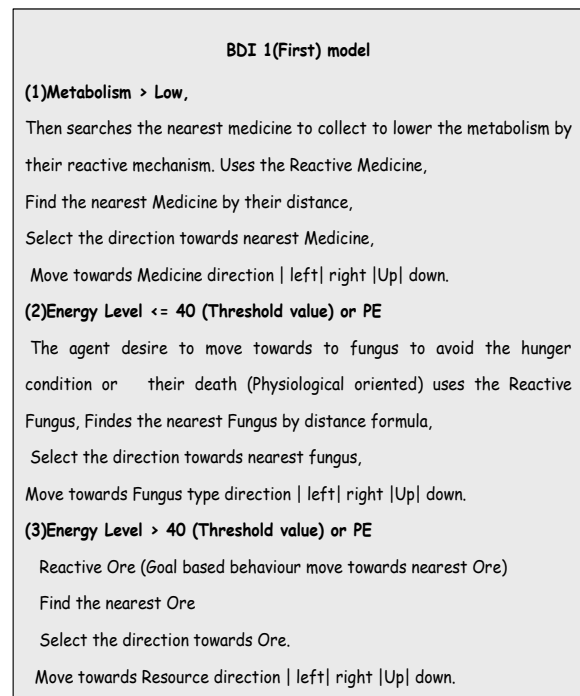 BDI 1(First) model
(1)Metabolism > Low,
Then searches the nearest medicine to collect to lower the metabolism by
their reactive mechanism. Uses the Reactive Medicine,
Find the nearest Medicine by their distance,
Select the direction towards nearest Medicine,
Move towards Medicine direction | left| right |Up| down.
(2)Energy Level <= 40 (Threshold value) or PE
The agent desire to move towards to fungus to avoid the hunger
condition or their death (Physiological oriented) uses the Reactive
Fungus, Findes the nearest Fungus by distance formula,
Select the direction towards nearest fungus,
Move towards Fungus type direction | left| right |Up| down.
(3)Energy Level > 40 (Threshold value) or PE
Reactive Ore (Goal based behaviour move towards nearest Ore)
Find the nearest Ore
Select the direction towards Ore.
Move towards Resource direction | left| right |Up| down.